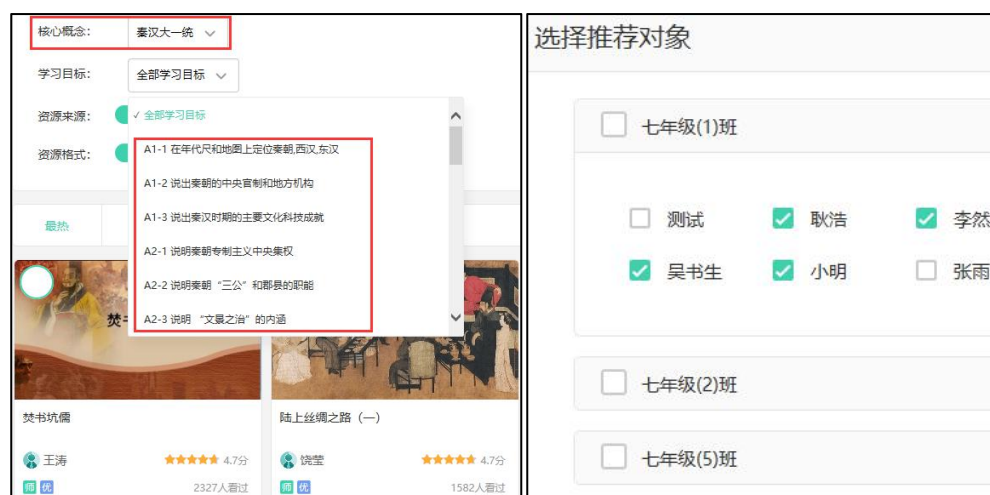 核心概念: 秦汉大一统
学习目标: 全部学习目标
资源来源: ✓ 全部学习目标
资源格式: A1-1 在年代尺和地图上定位秦朝,西汉,东汉
A1-2 说出秦朝的中央官制和地方机构
A1-3 说出秦汉时期的主要文化科技成就
最热
A2-1 说明秦朝专制主义中央集权
A2-2 说明秦朝“三公”和郡县的职能
A2-3 说明 “文景之治”的内涵
焚
焚书坑儒
王涛 4.7分
师 优 2327人看过
陆上丝绸之路（一）
饶莹 4.7分
师 优 1582人看过
选择推荐对象
七年级(1)班
测试 耿浩 李然
吴书生 小明 张雨
七年级(2)班
七年级(5)班